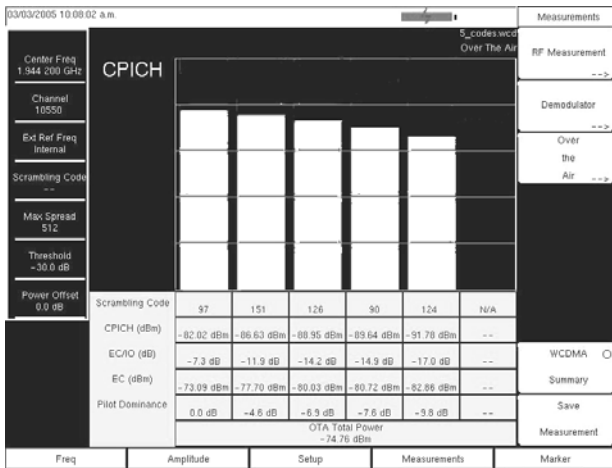 03/03/2005 10:08:02 a.m.
5_codes.wcd
Over The Air
CPICH
Center Freq
1.944 200 GHz
Channel
10550
Ext Ref Freq
Internal
Scrambling Code
--
Max Spread
512
Threshold
-30.0 dB
Power Offset
0.0 dB
Scrambling Code 97 151 126 90 124 N/A
CPICH (dBm) -82.02 dBm -86.63 dBm -88.95 dBm -89.64 dBm -91.78 dBm --
EC/IO (dB) -7.3 dB -11.9 dB -14.2 dB -14.9 dB -17.0 dB --
EC (dBm) -73.09 dBm -77.70 dBm -80.03 dBm -80.72 dBm -82.86 dBm --
Pilot Dominance 0.0 dB -4.6 dB -6.9 dB -7.6 dB -9.8 dB --
OTA Total Power
-74.76 dBm
Measurements
RF Measurement
-->
Demodulator
-->
Over
the
Air -->
WCDMA
Summary
Save
Measurement
Freq Amplitude Setup Measurements Marker